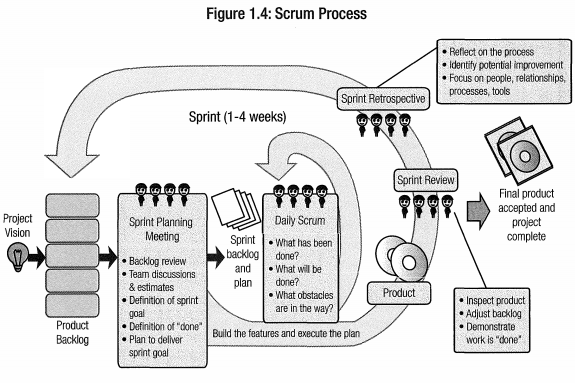 Figure 1.4: Scrum Process
• Reflect on the process
• Identify potential improvement
• Focus on people, relationships,
processes, tools
Sprint Retrospective
Sprint (1-4 weeks)
Sprint Review
Final product
accepted and
project
complete
Project
Vision
Product
Backlog
Sprint Planning
Meeting
• Backlog review
• Team discussions
& estimates
• Definition of sprint
goal
• Definition of “done”
• Plan to deliver
sprint goal
Sprint
backlog
and
plan
Daily Scrum
• What has been
done?
• What will be
done?
• What obstacles
are in the way?
Product
Build the features and execute the plan
• Inspect product
• Adjust backlog
• Demonstrate
work is “done”